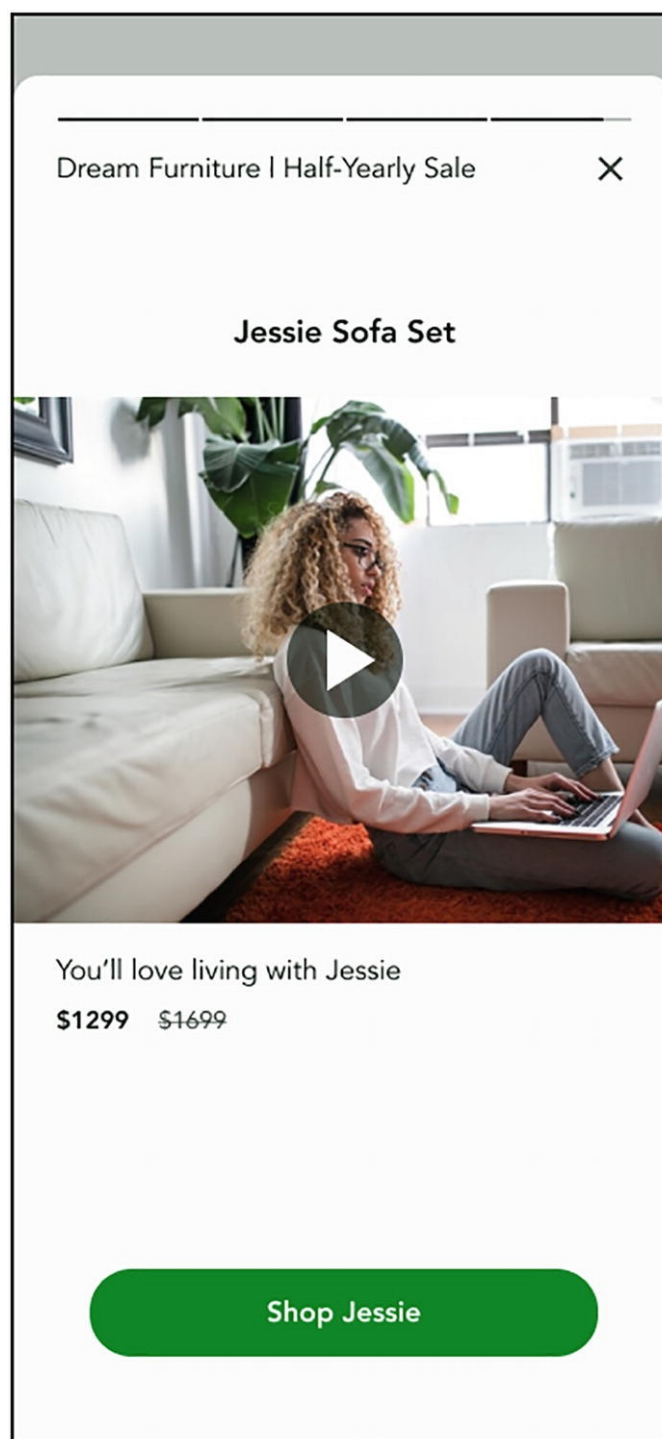 Dream Furniture | Half-Yearly Sale
Jessie Sofa Set
You'll love living with Jessie
$1299 $1699
Shop Jessie